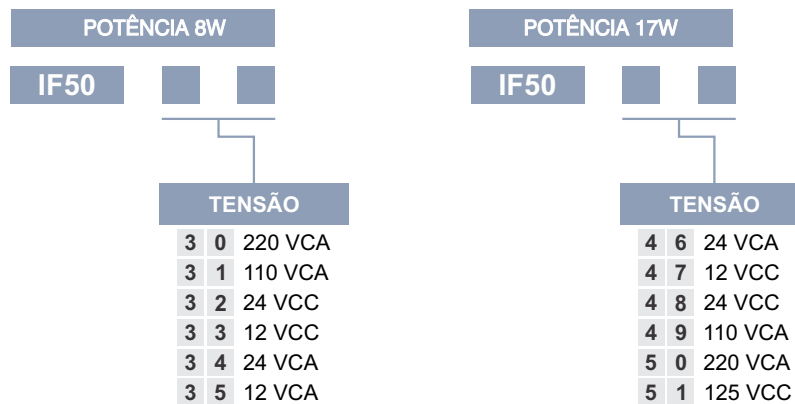 POTÊNCIA 8W
IF50
TENSÃO
3 0 220 VCA
3 1 110 VCA
3 2 24 VCC
3 3 12 VCC
3 4 24 VCA
3 5 12 VCA
POTÊNCIA 17W
IF50
TENSÃO
4 6 24 VCA
4 7 12 VCC
4 8 24 VCC
4 9 110 VCA
5 0 220 VCA
5 1 125 VCC